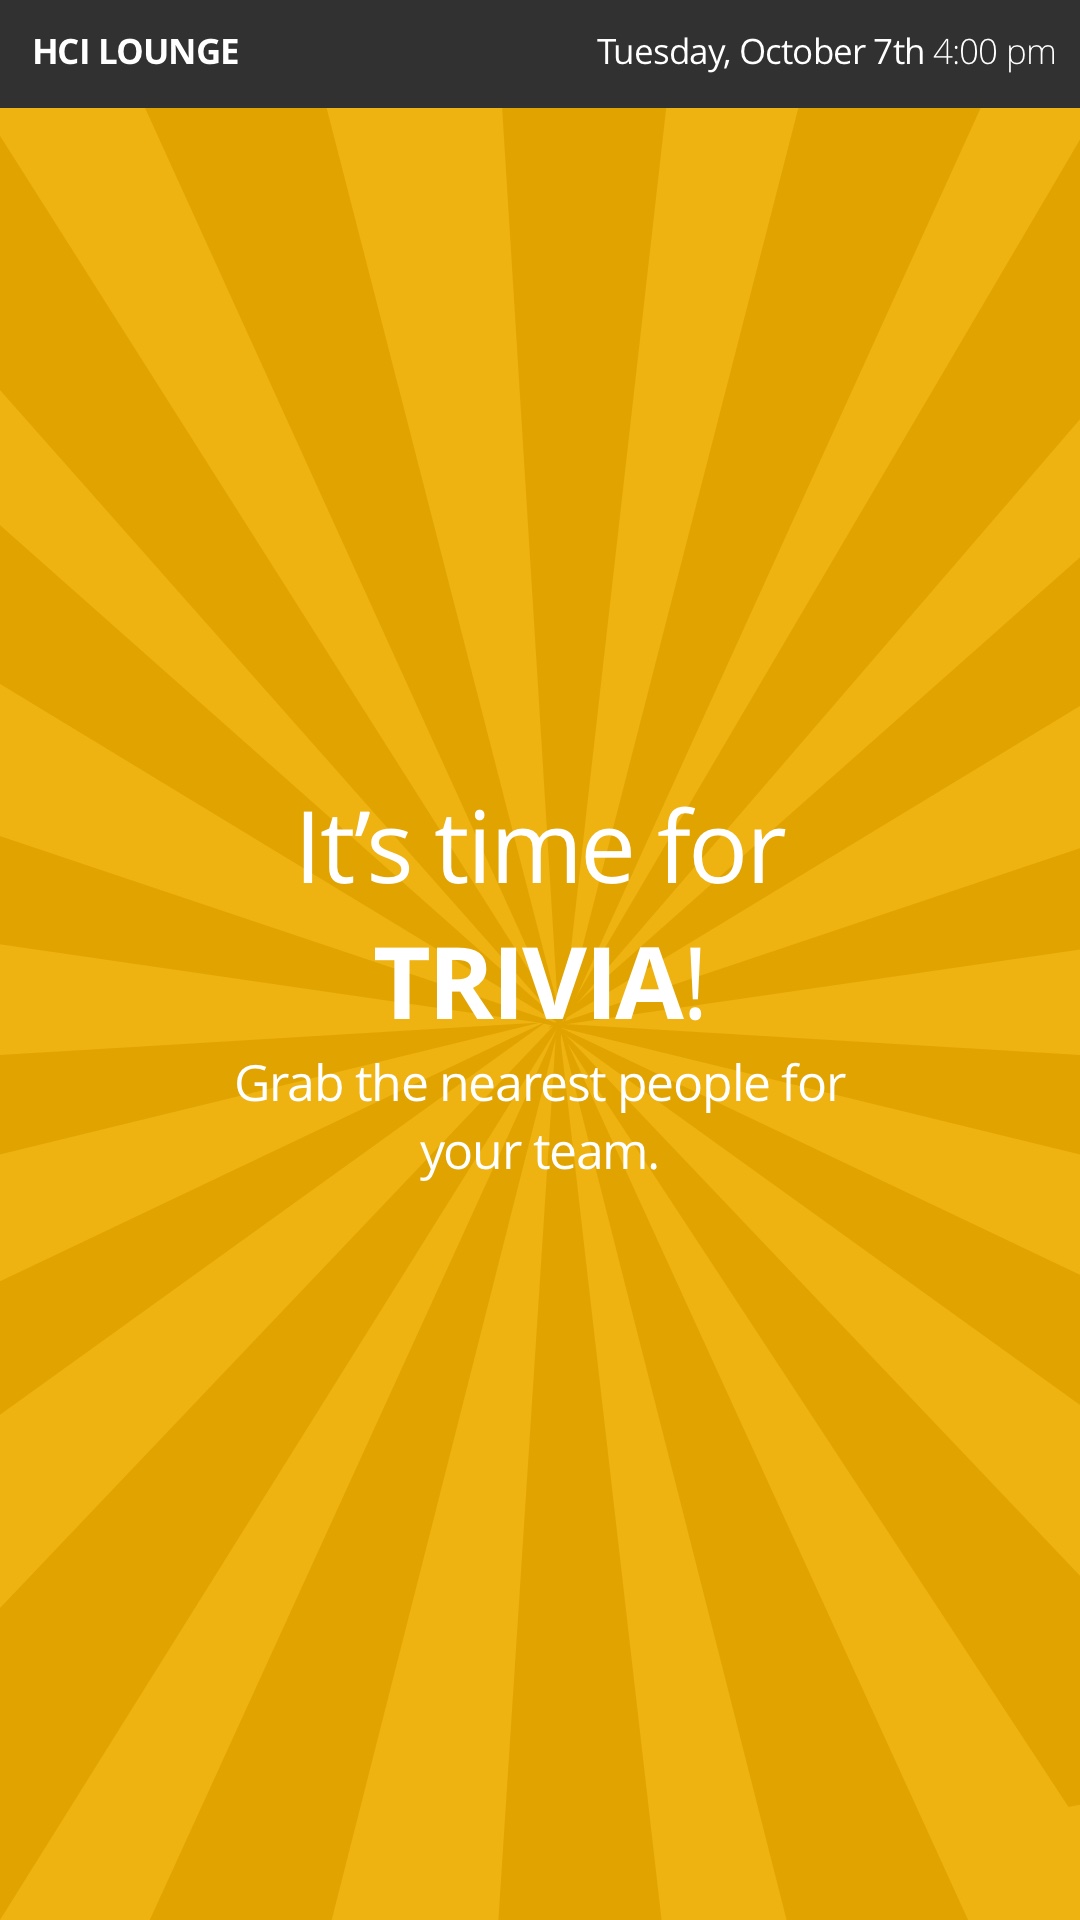 HCI LOUNGE
Tuesday, October 7th 4:00 pm
It’s time for
TRIVIA!
Grab the nearest people for
your team.